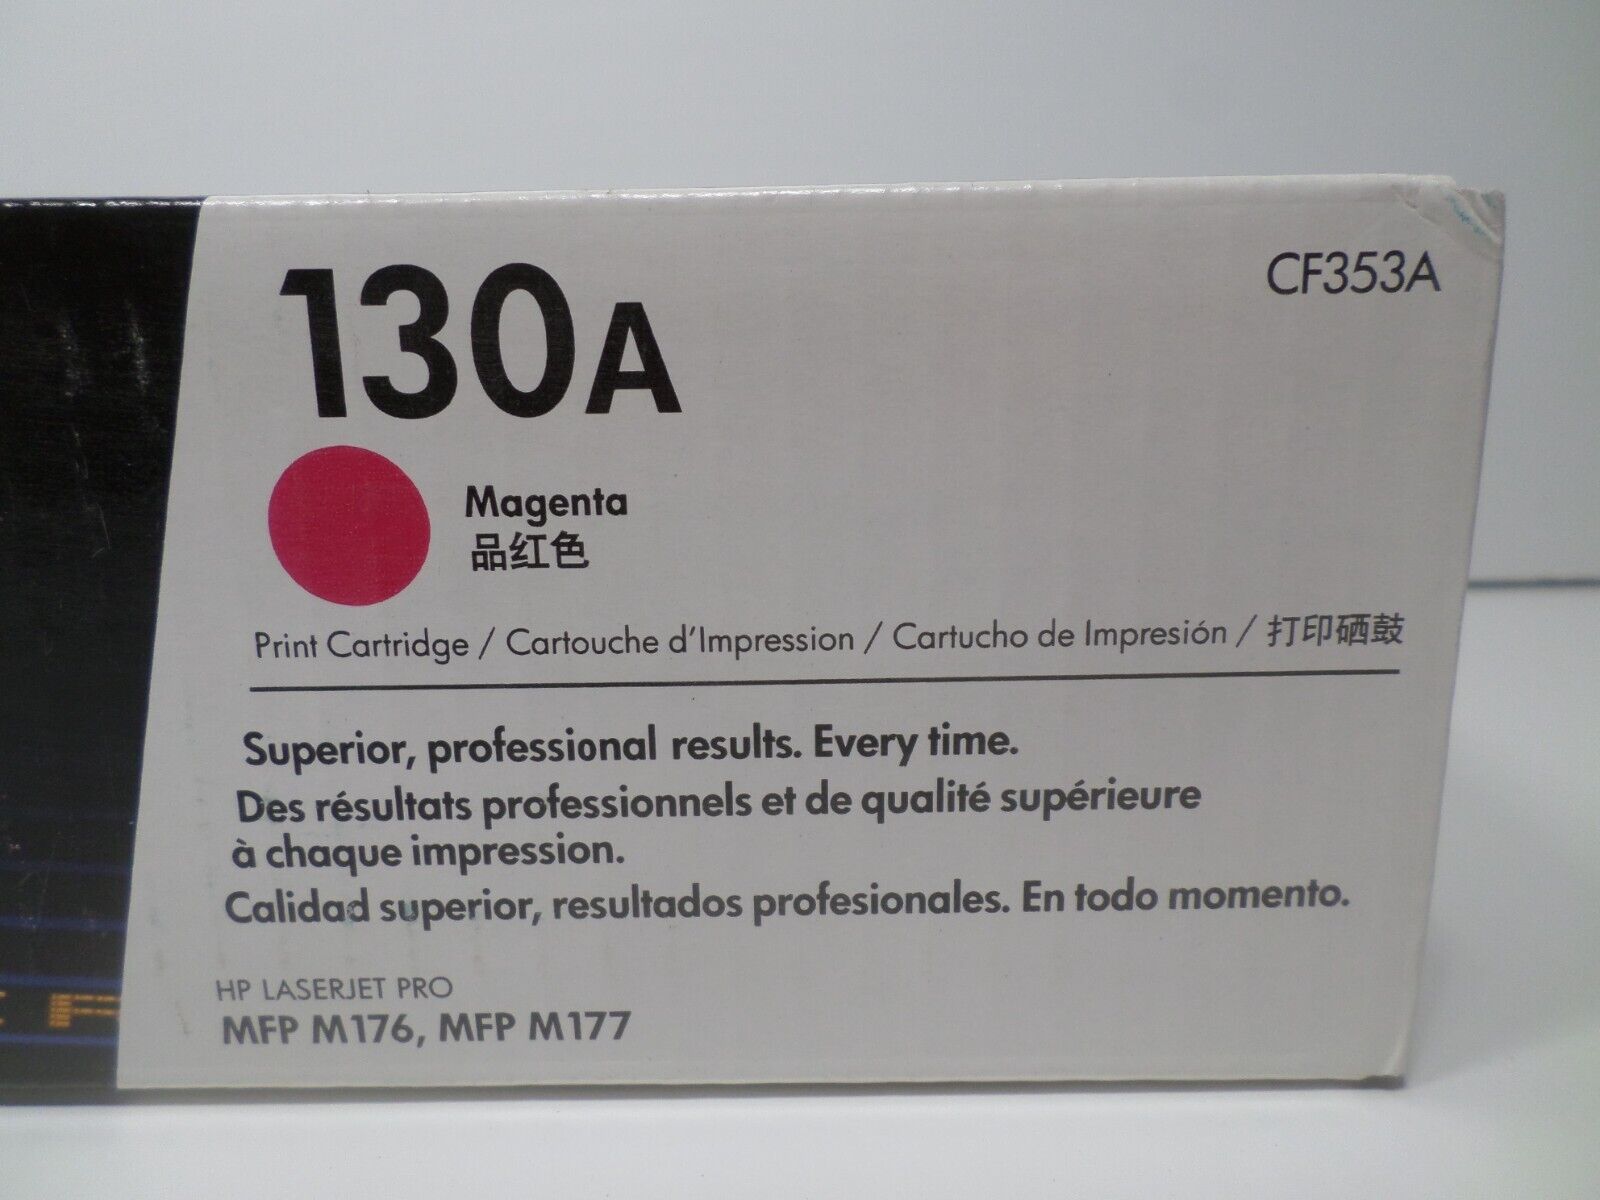 130A
CF353A
Magenta
品红色
Print Cartridge / Cartouche d'Impression / Cartucho de Impresión / 打印硒鼓
Superior, professional results. Every time.
Des résultats professionnels et de qualité supérieure
à chaque impression.
Calidad superior, resultados profesionales. En todo momento.
HP LASERJET PRO
MFP M176, MFP M177